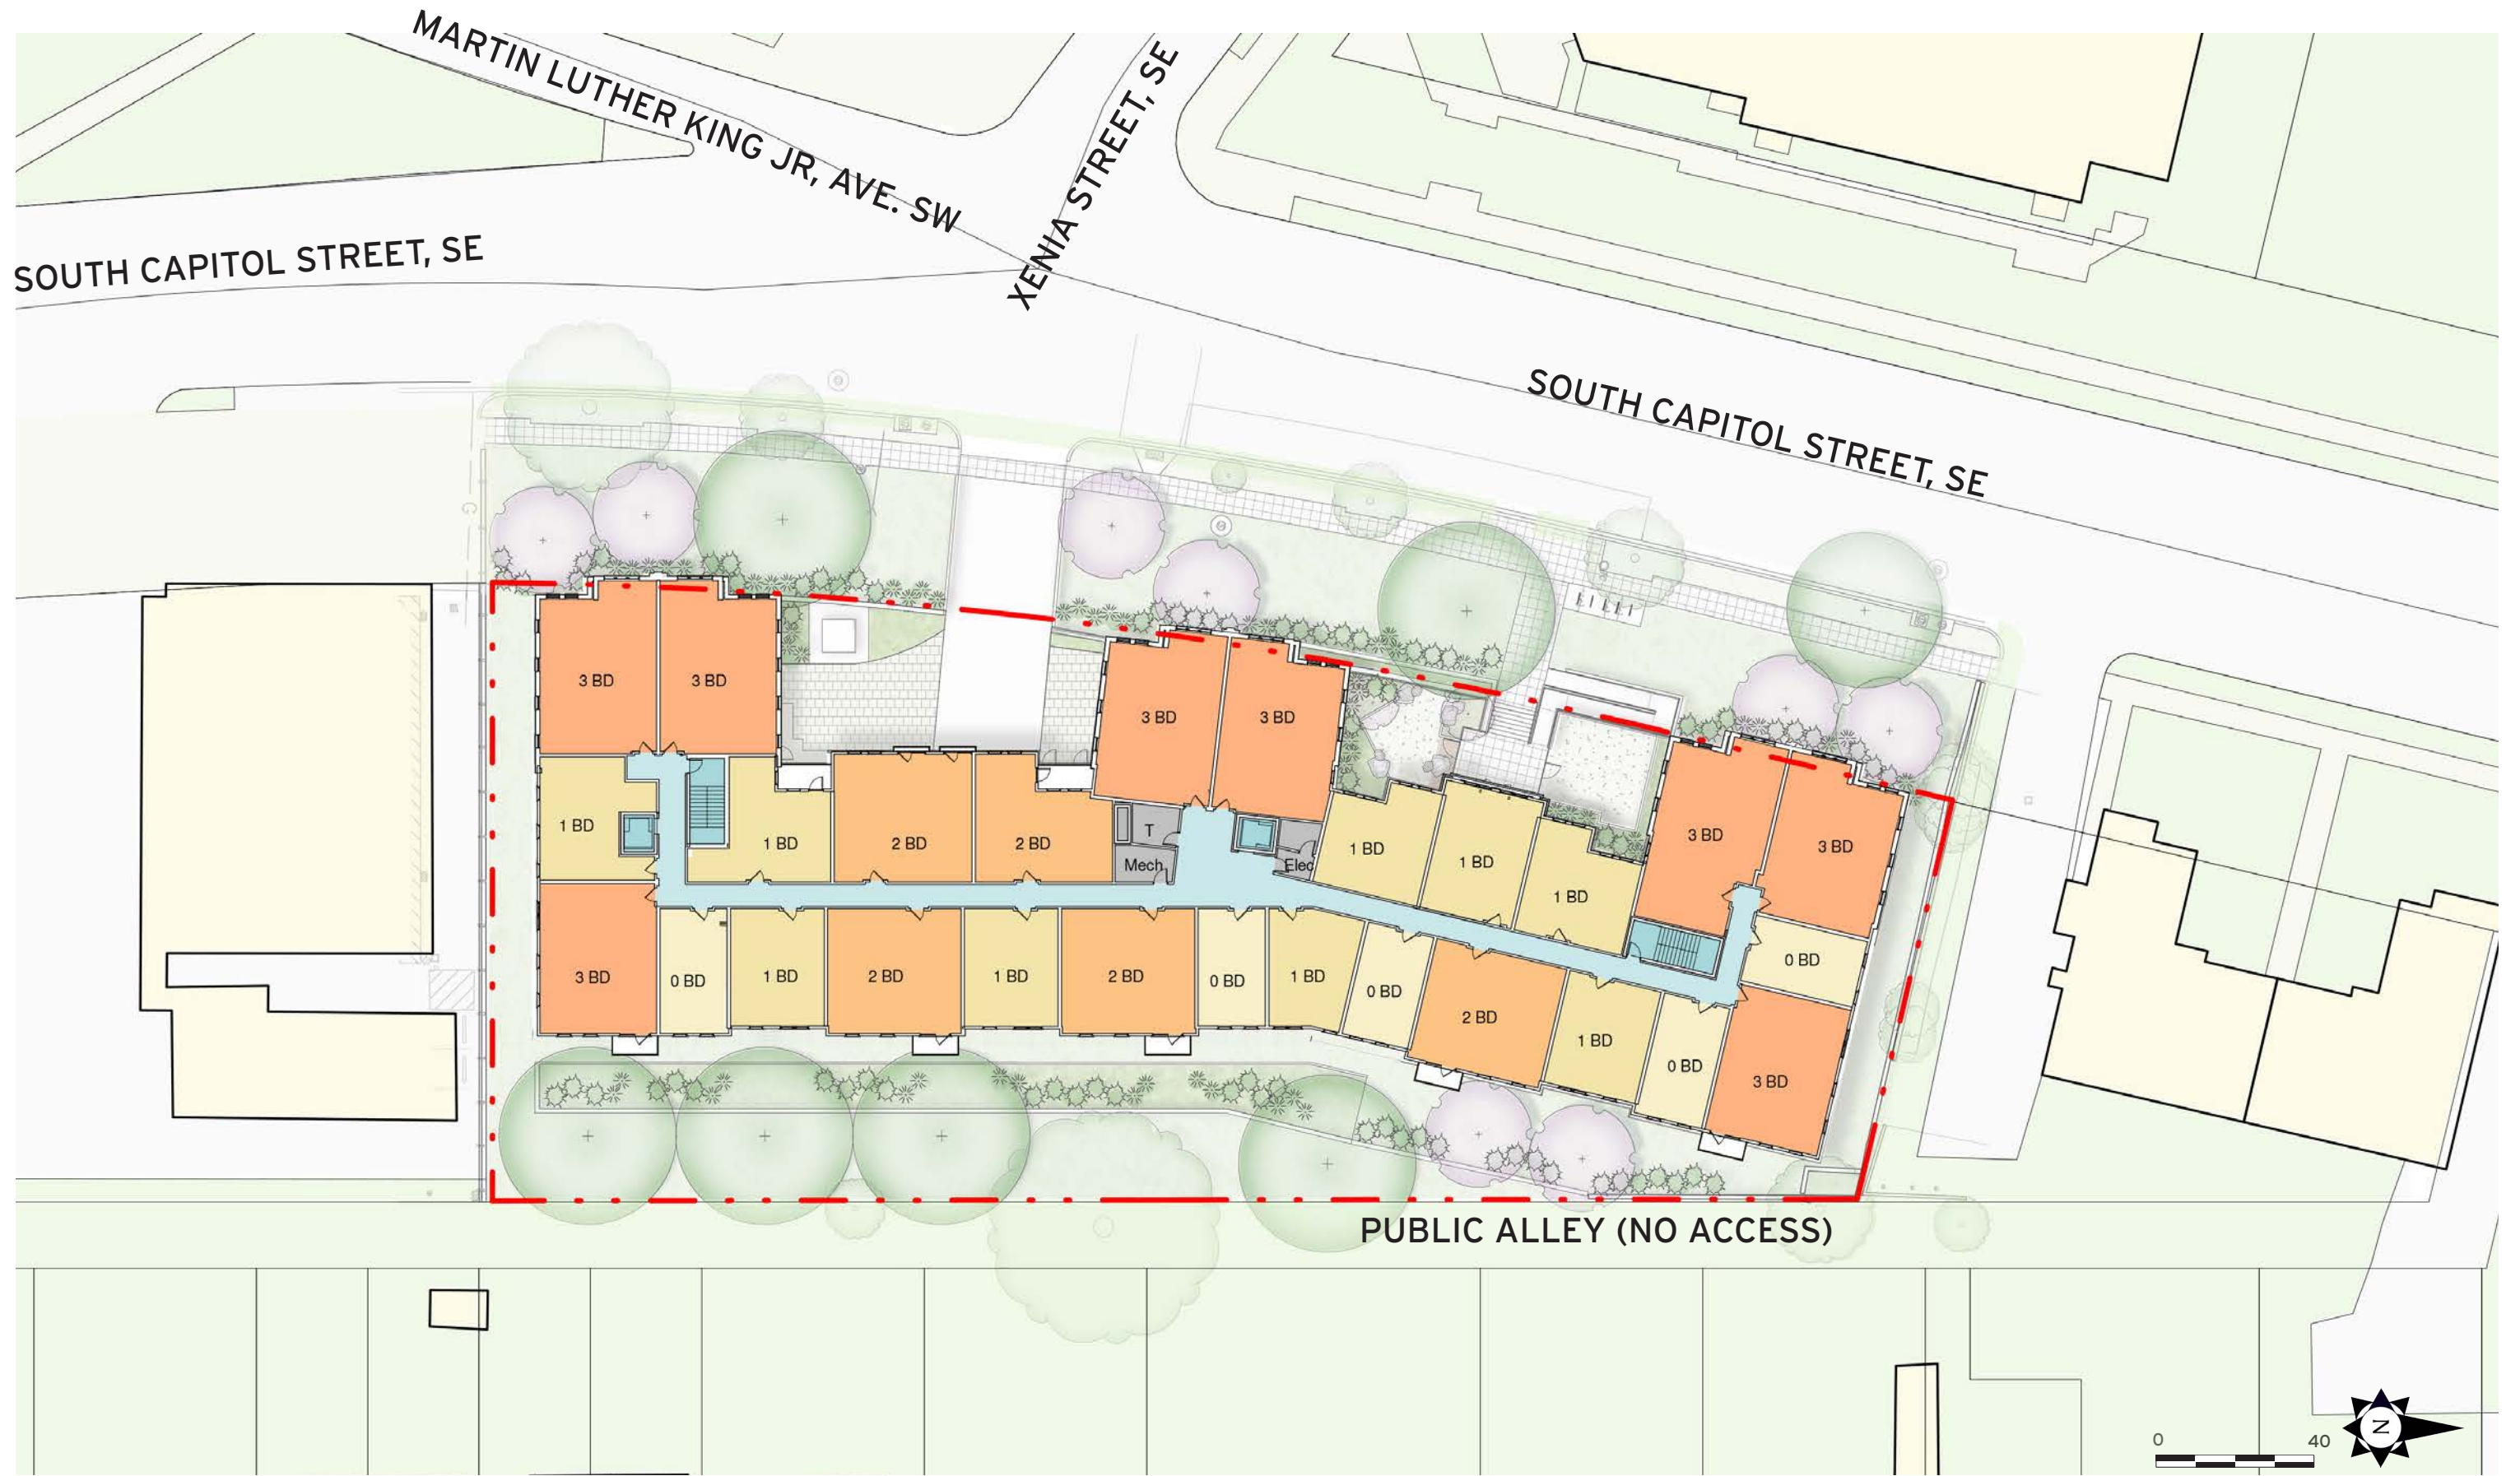 MARTIN LUTHER KING JR, AVE. SW
XENIA STREET, SE
SOUTH CAPITOL STREET, SE
SOUTH CAPITOL STREET, SE
G
3 BD
3 BD
3 BD
3 BD
1 BD
1 BD
2 BD
2 BD
T
Mech
Elec
1 BD
1 BD
1 BD
3 BD
3 BD
3 BD
0 BD
1 BD
2 BD
1 BD
2 BD
0 BD
1 BD
0 BD
2 BD
1 BD
0 BD
3 BD
0 BD
PUBLIC ALLEY (NO ACCESS)
0 40
N